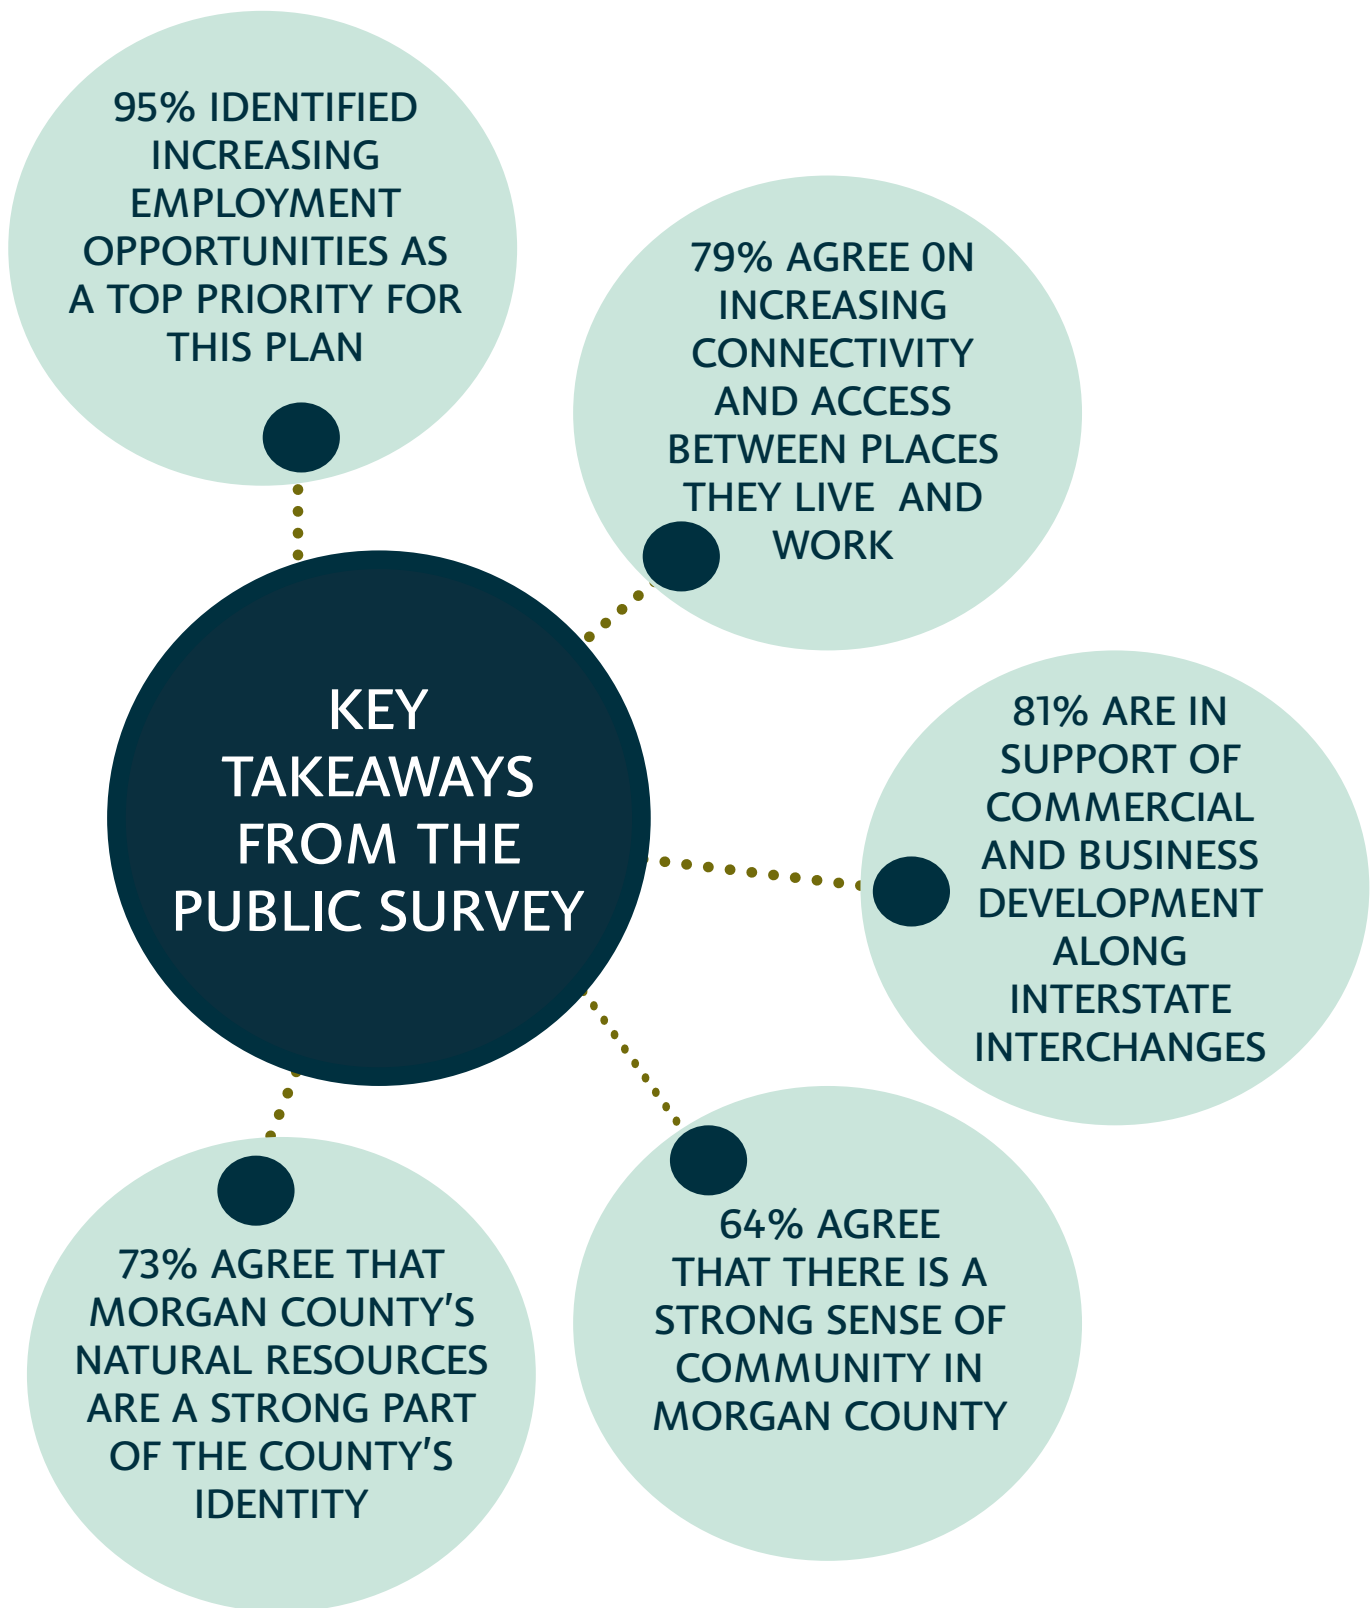 95% IDENTIFIED
INCREASING
EMPLOYMENT
OPPORTUNITIES AS
A TOP PRIORITY FOR
THIS PLAN
79% AGREE 0N
INCREASING
CONNECTIVITY
AND ACCESS
BETWEEN PLACES
THEY LIVE  AND
WORK
KEY
TAKEAWAYS
FROM THE
PUBLIC SURVEY
81% ARE IN
SUPPORT OF
COMMERCIAL
AND BUSINESS
DEVELOPMENT
ALONG
INTERSTATE
INTERCHANGES
64% AGREE
THAT THERE IS A
STRONG SENSE OF
COMMUNITY IN
MORGAN COUNTY
73% AGREE THAT
MORGAN COUNTY'S
NATURAL RESOURCES
ARE A STRONG PART
OF THE COUNTY'S
IDENTITY